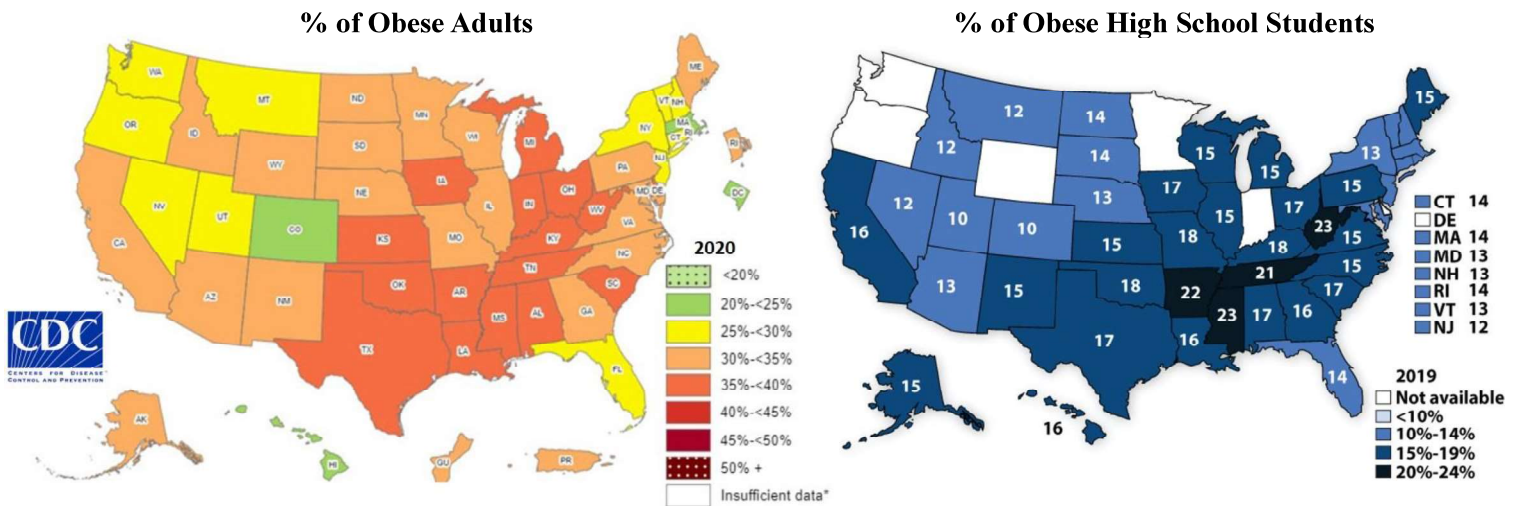 % of Obese Adults
WA
MT
ND
MN
ME
VT
NH
OR
ID
SD
WI
MI
NY
MA
CT
RI
RI
WY
IA
PA
NJ
NV
UT
NE
IL
IN
OH
MD
DE
DC
CO
WV
VA
CA
KS
MO
KY
NC
TN
AZ
NM
OK
AR
SC
MS
AL
GA
TX
LA
FL
AK
HI
GU
PR
CDC
CENTERS FOR DISEASE
CONTROL AND PREVENTION
2020
<20%
20%-<25%
25%-<30%
30%-<35%
35%-<40%
40%-<45%
45%-<50%
50% +
Insufficient data*
% of Obese High School Students
15
12
14
12
14
15
15
13
17
13
15
12
10
10
15
17
23
16
15
18
18
15
15
13
15
18
22
21
17
23
17
16
17
16
14
15
16
CT 14
DE
MA 14
MD 13
NH 13
RI 14
VT 13
NJ 12
2019
Not available
<10%
10%-14%
15%-19%
20%-24%